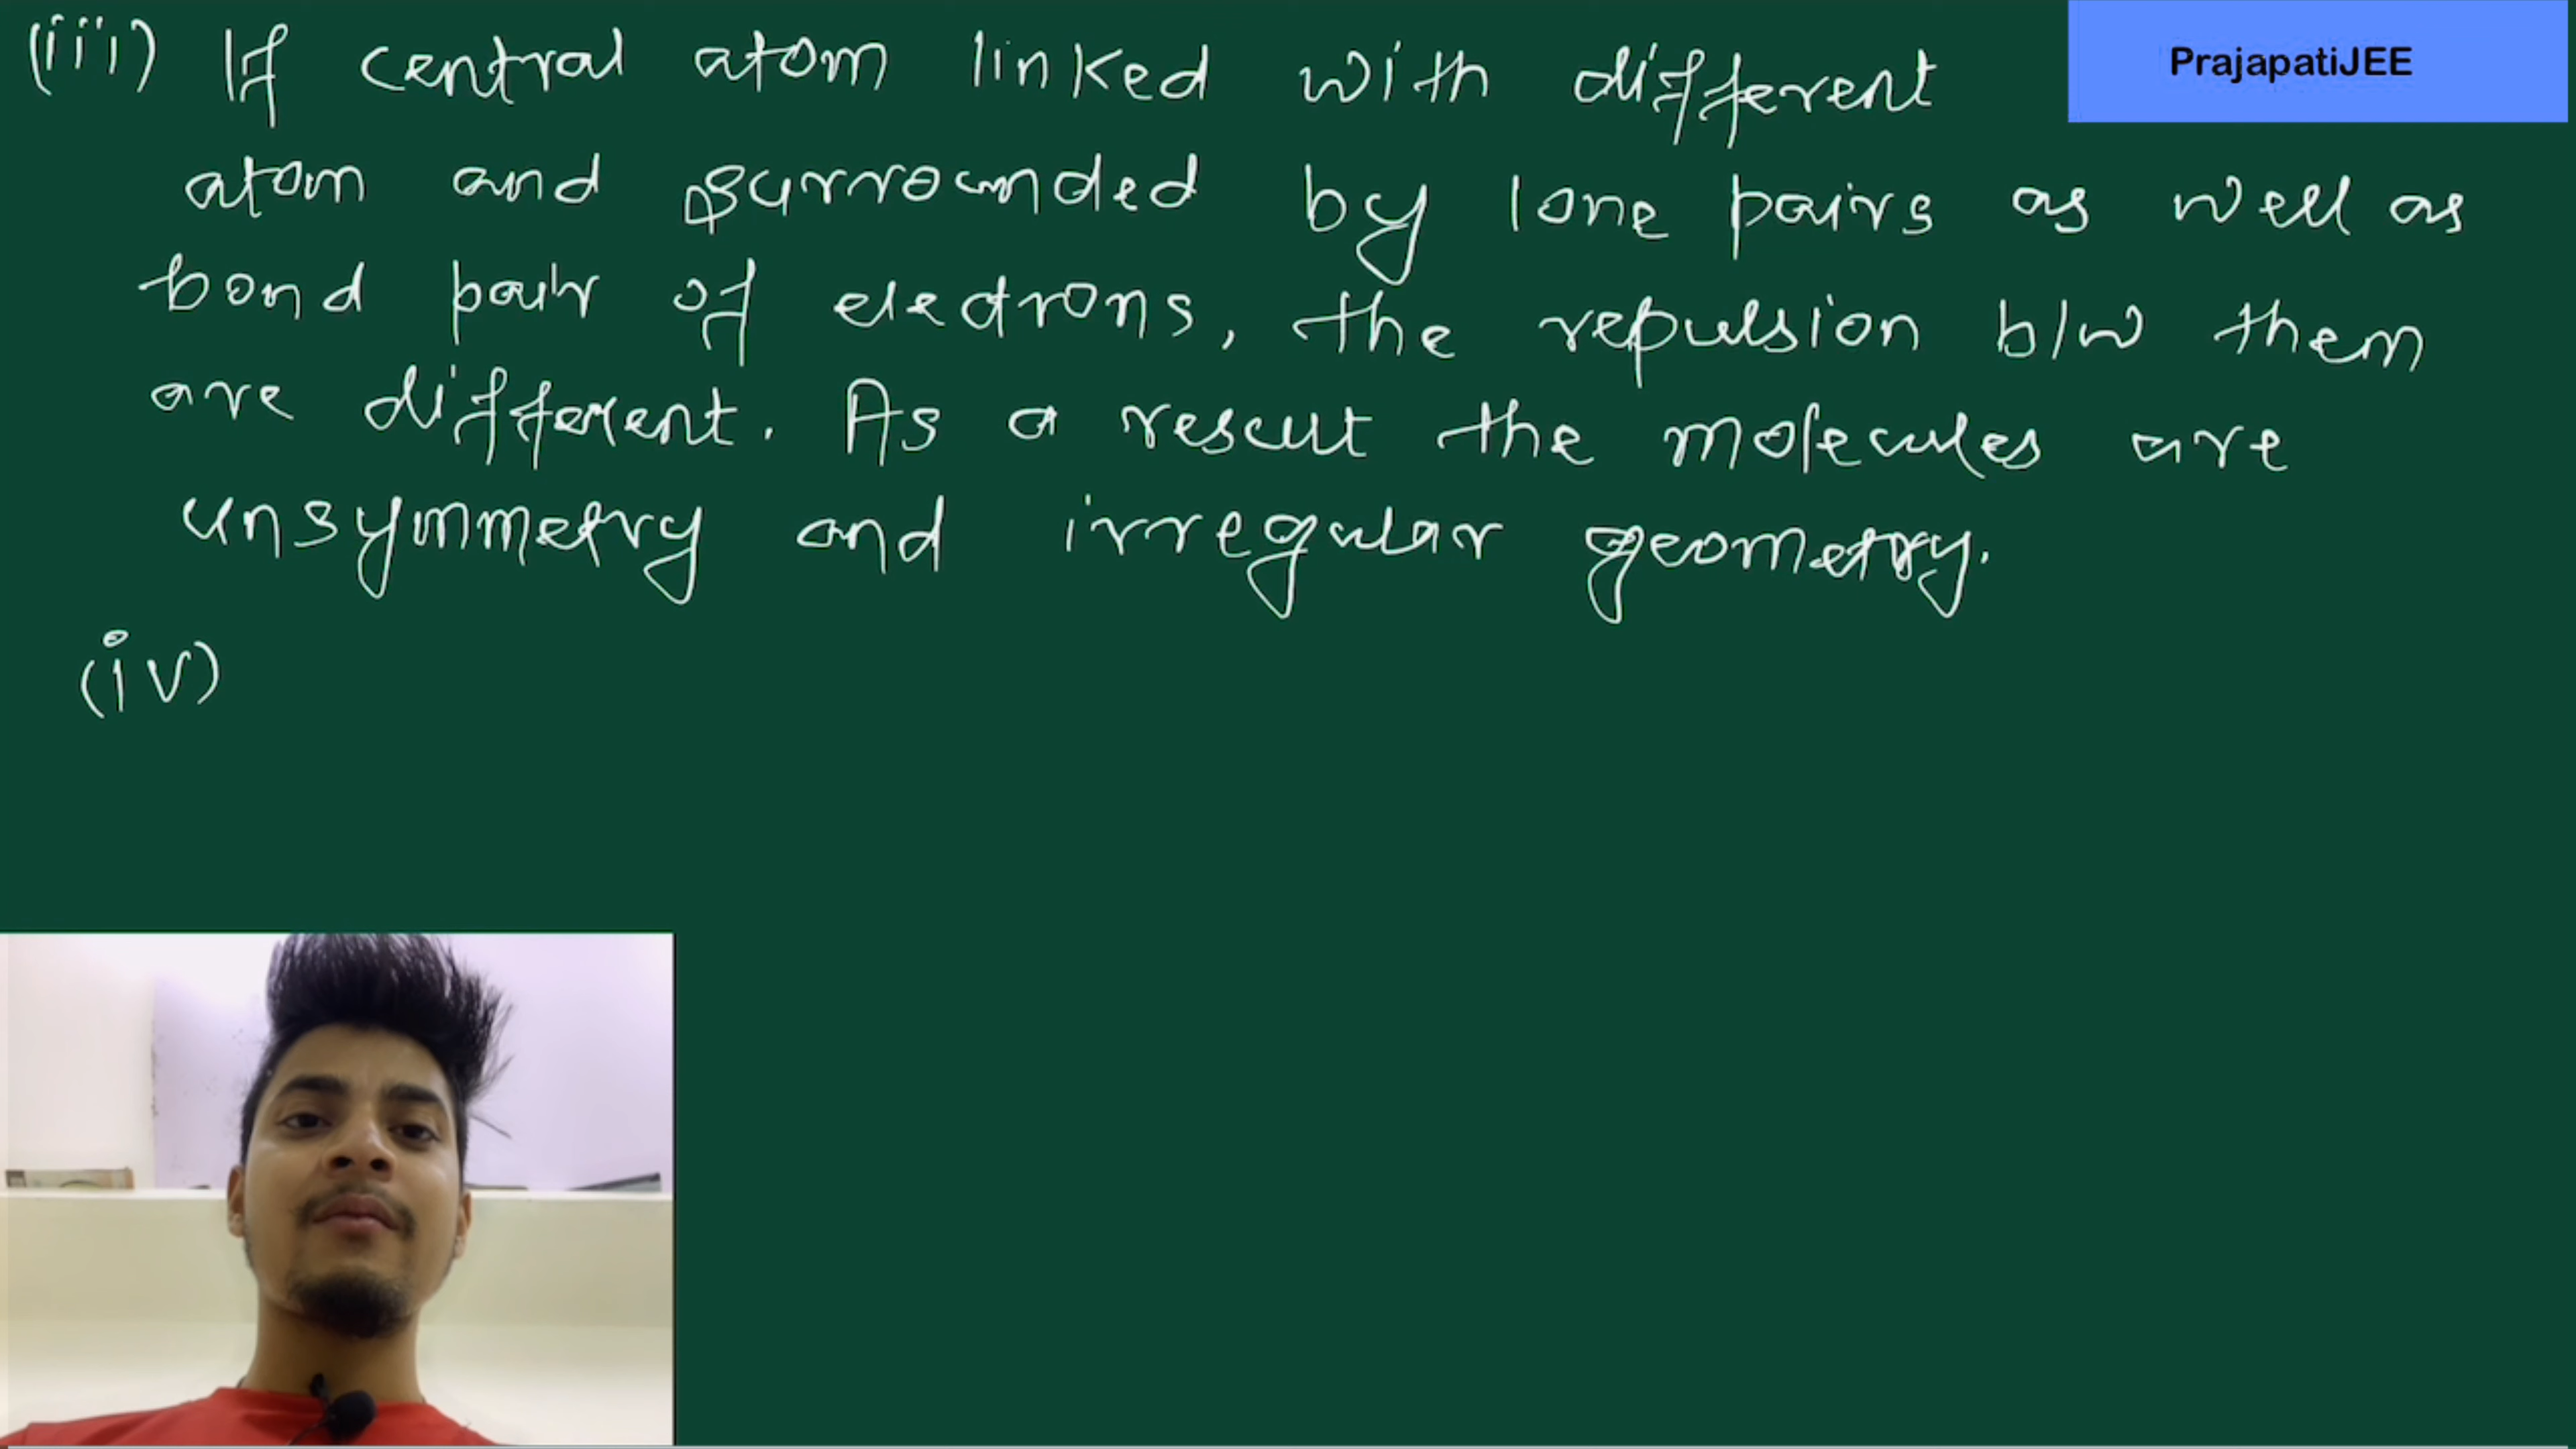 (iii) If central atom linked with different
PrajapatiJEE
atom and surrounded by lone pairs as well as
bond pair of electrons, the repulsion b/w them
are different. As a result the molecules are
unsymmetry and irregular geometry.
(iv)